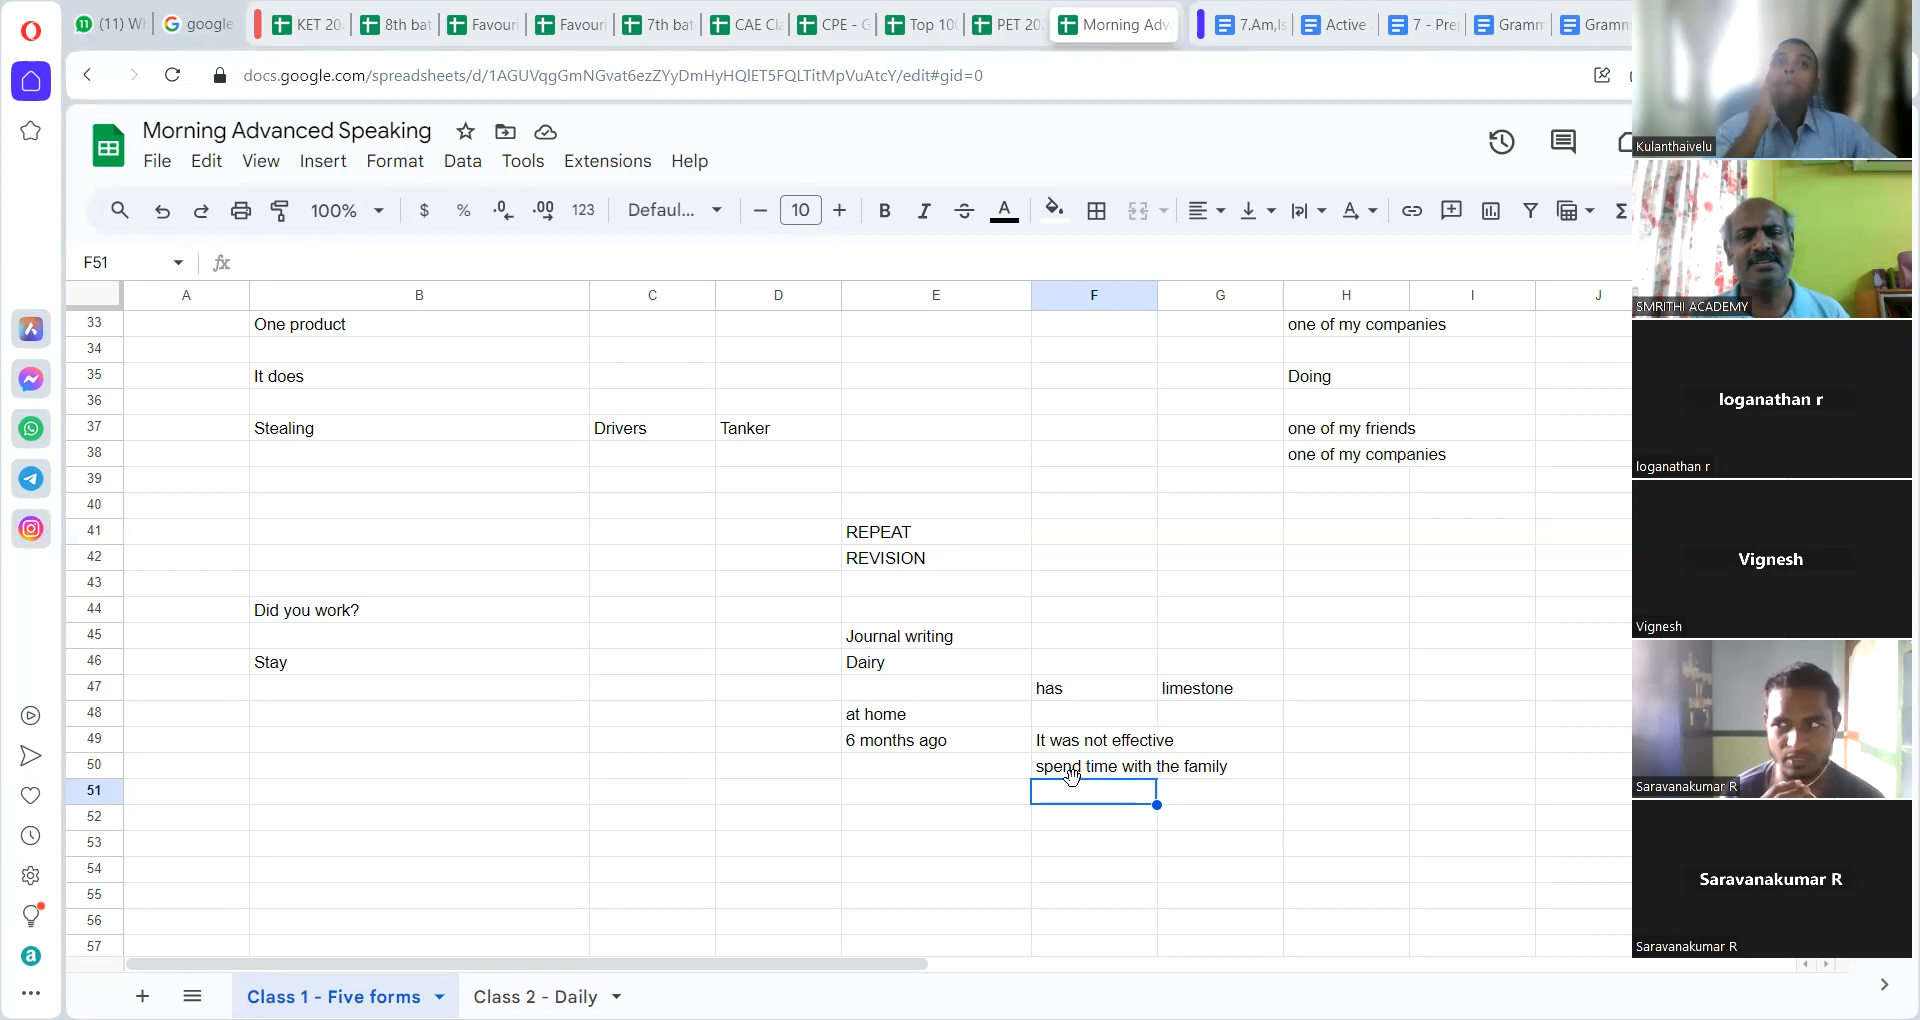 (11) W
google
KET 20
8th bat
Favouri
Favouri
7th bat
CAE Cl
CPE - C
Top 10
PET 20
Morning Adv
7.Am,Is
Active
7 - Pre
Gramm
Gramm
docs.google.com/spreadsheets/d/1AGUVqgGmNGvat6ezZYyDmHyHQlET5FQLTitMpVuAtcY/edit#gid=0
Morning Advanced Speaking
File Edit View Insert Format Data Tools Extensions Help
100% $ % .0 .00 123 Defaul... 10 B I S A Σ
F51 fx
A B C D E F G H I J
33 One product one of my companies
34
35 It does Doing
36
37 Stealing Drivers Tanker one of my friends
38 one of my companies
39
40
41 REPEAT
42 REVISION
43
44 Did you work?
45 Journal writing
46 Stay Dairy
47 has limestone
48 at home
49 6 months ago It was not effective
50 spend time with the family
51
52
53
54
55
56
57
Class 1 - Five forms
Class 2 - Daily
Kulanthaivelu
SMRITHI ACADEMY
loganathan r
loganathan r
Vignesh
Vignesh
Saravanakumar R
Saravanakumar R
Saravanakumar R